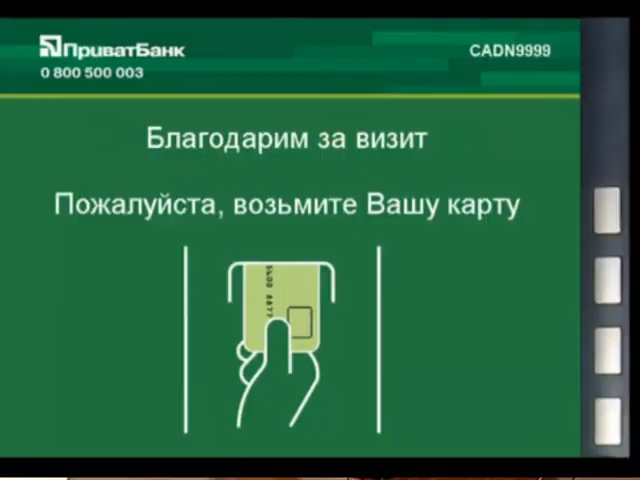 ПриватБанк
CADN9999
0 800 500 003
Благодарим за визит
Пожалуйста, возьмите Вашу карту